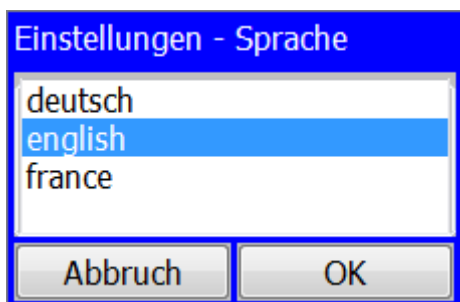 Einstellungen - Sprache
deutsch
english
france
Abbruch
OK